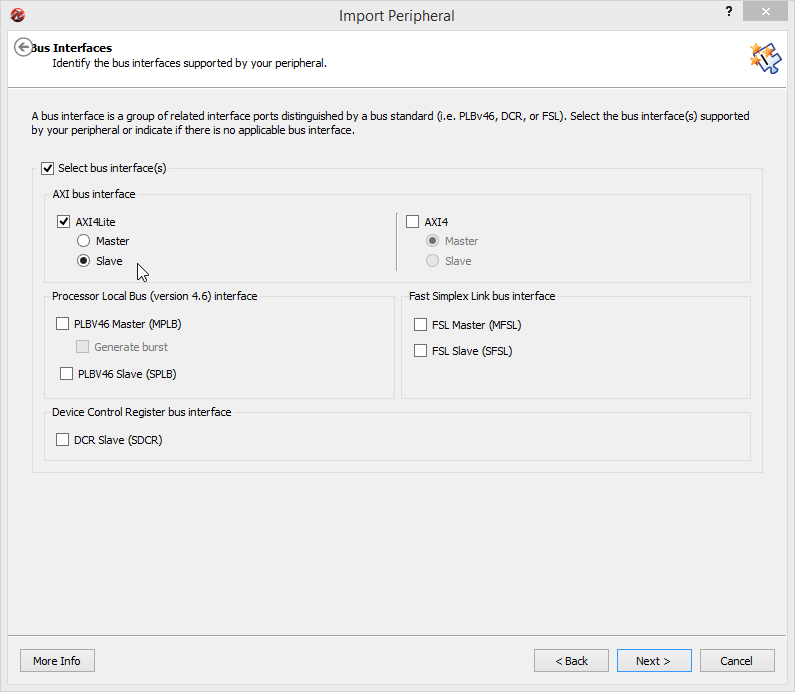 Import Peripheral
?
Bus Interfaces
Identify the bus interfaces supported by your peripheral.
A bus interface is a group of related interface ports distinguished by a bus standard (i.e. PLBv46, DCR, or FSL). Select the bus interface(s) supported
by your peripheral or indicate if there is no applicable bus interface.
Select bus interface(s)
AXI bus interface
AXI4Lite
Master
Slave
AXI4
Master
Slave
Processor Local Bus (version 4.6) interface
PLBV46 Master (MPLB)
Generate burst
PLBV46 Slave (SPLB)
Fast Simplex Link bus interface
FSL Master (MFSL)
FSL Slave (SFSL)
Device Control Register bus interface
DCR Slave (SDCR)
More Info
< Back
Next >
Cancel